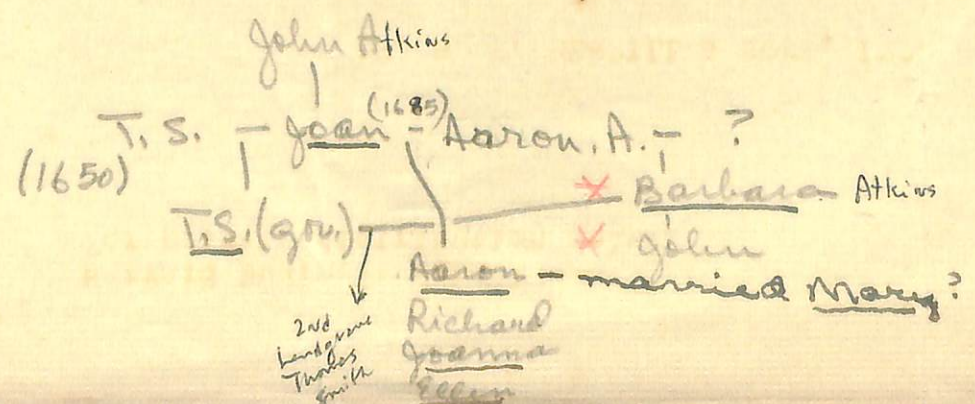 John Atkins
T. S. — Joan (1685) - Aaron. A. - ?
(1650)
Barbara Atkins
T.S. (gov.)
John
Aaron - married Mary?
Richard
2nd
Landgrave
Thomas
Smith
Joanna
Ellen